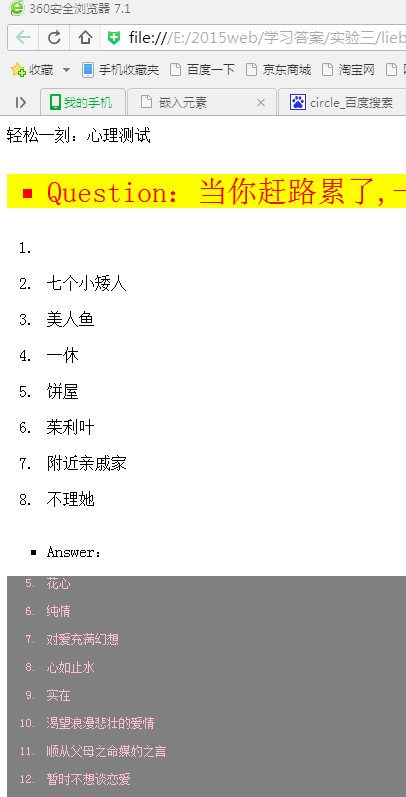 360安全浏览器 7.1
file:///E:/2015web/学习答案/实验三/lieb
收藏 手机收藏夹 百度一下 京东商城 淘宝网
我的手机 嵌入元素 circle_百度搜索
轻松一刻：心理测试
Question：当你赶路累了,
1.
2. 七个小矮人
3. 美人鱼
4. 一休
5. 饼屋
6. 茱利叶
7. 附近亲戚家
8. 不理她
Answer：
5. 花心
6. 纯情
7. 对爱充满幻想
8. 心如止水
9. 实在
10. 渴望浪漫悲壮的爱情
11. 顺从父母之命媒妁之言
12. 暂时不想谈恋爱